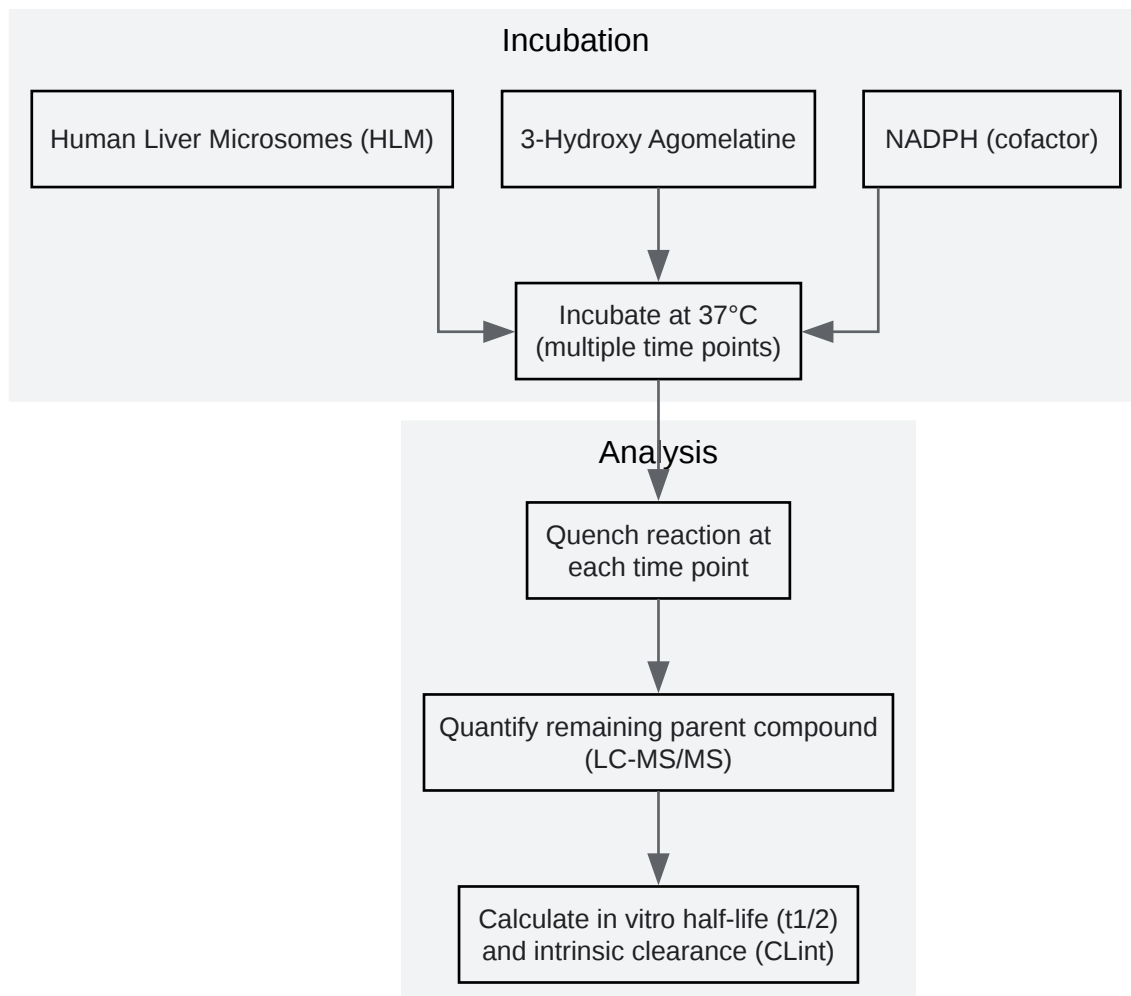 Incubation
Human Liver Microsomes (HLM)
3-Hydroxy Agomelatine
NADPH (cofactor)
Incubate at 37°C
(multiple time points)
Analysis
Quench reaction at
each time point
Quantify remaining parent compound
(LC-MS/MS)
Calculate in vitro half-life (t1/2)
and intrinsic clearance (CLint)